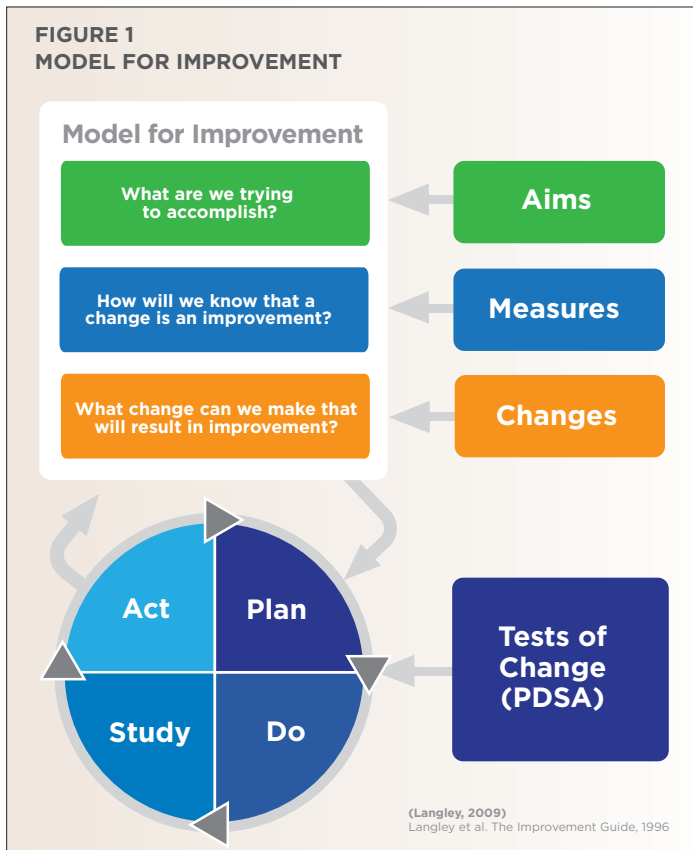 FIGURE 1
MODEL FOR IMPROVEMENT
Model for Improvement
What are we trying
to accomplish?
Aims
How will we know that a
change is an improvement?
Measures
What change can we make that
will result in improvement?
Changes
Act
Plan
Study
Do
Tests of
Change
(PDSA)
(Langley, 2009)
Langley et al. The Improvement Guide, 1996